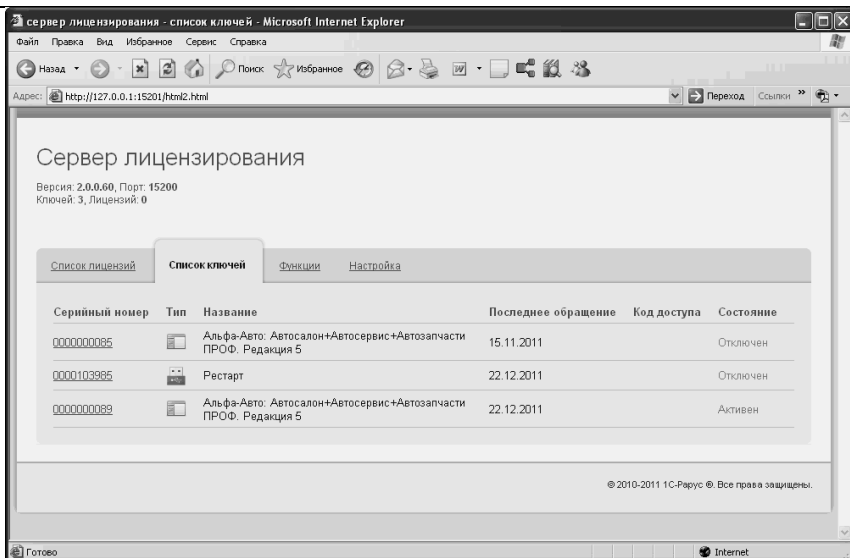 сервер лицензирования - список ключей - Microsoft Internet Explorer
Файл Правка Вид Избранное Сервис Справка
Назад Поиск Избранное
Адрес: http://127.0.0.1:15201/html2.html Переход Ссылки »
Сервер лицензирования
Версия: 2.0.0.60, Порт: 15200
Ключей: 3, Лицензий: 0
Список лицензий Список ключей Функции Настройка
Серийный номер Тип Название Последнее обращение Код доступа Состояние
0000000085 Альфа-Авто: Автосалон+Автосервис+Автозапчасти ПРОФ. Редакция 5 15.11.2011 Отключен
0000103985 Рестарт 22.12.2011 Отключен
0000000089 Альфа-Авто: Автосалон+Автосервис+Автозапчасти ПРОФ. Редакция 5 22.12.2011 Активен
© 2010-2011 1С-Рарус ®. Все права защищены.
Готово Internet